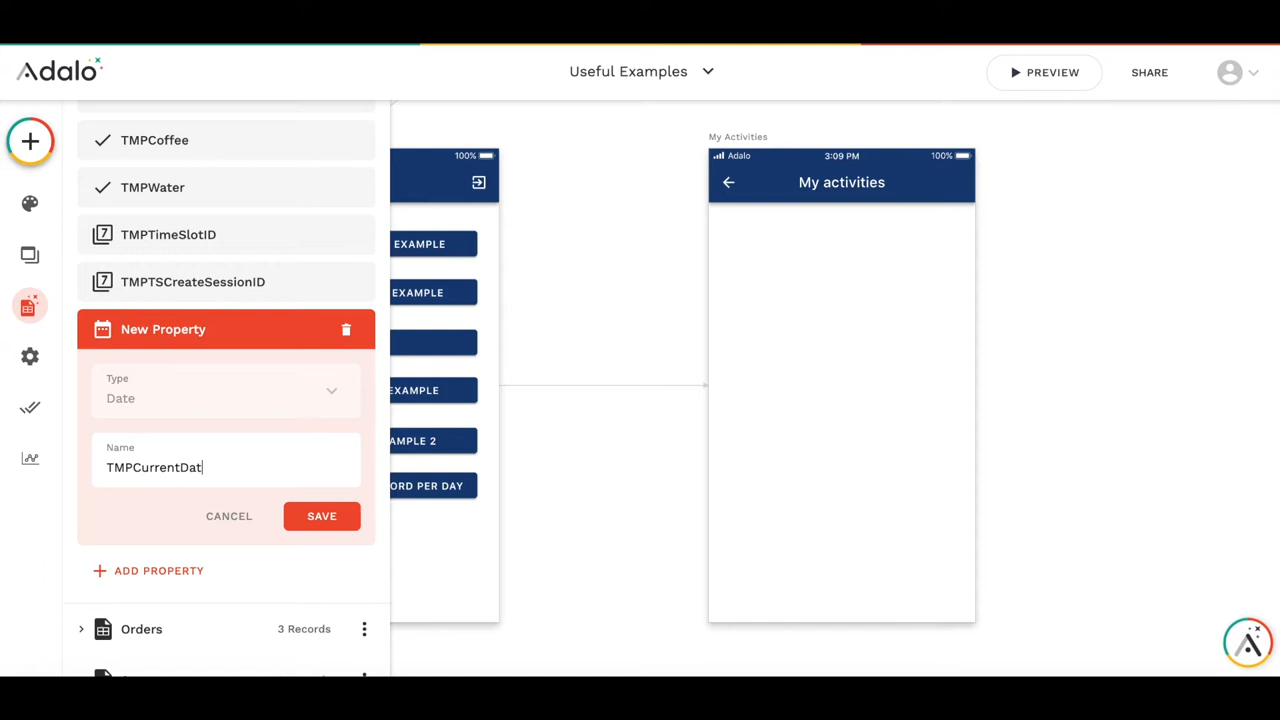 Adalo
Useful Examples
PREVIEW
SHARE
TMPCoffee
TMPWater
7 TMPTimeSlotID
7 TMPTSCreateSessionID
New Property
Type
Date
Name
TMPCurrentDat
CANCEL
SAVE
+ ADD PROPERTY
Orders
3 Records
100%
EXAMPLE
EXAMPLE
EXAMPLE
AMPLE 2
ORD PER DAY
My Activities
Adalo
3:09 PM
100%
My activities